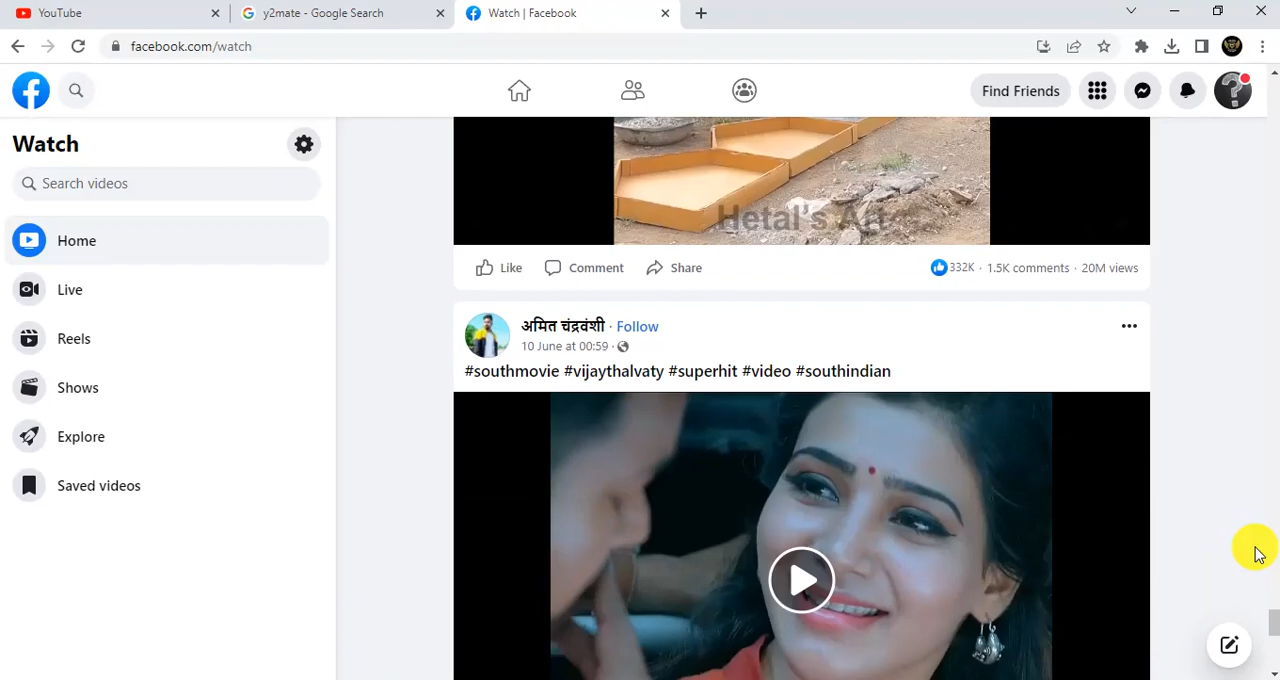 YouTube
y2mate - Google Search
Watch | Facebook
facebook.com/watch
Find Friends
Watch
Search videos
Home
Live
Reels
Shows
Explore
Saved videos
Hetal's Art
Like
Comment
Share
332K · 1.5K comments · 20M views
अमित चंद्रवंशी · Follow
10 June at 00:59 ·
#southmovie #vijaythalvaty #superhit #video #southindian